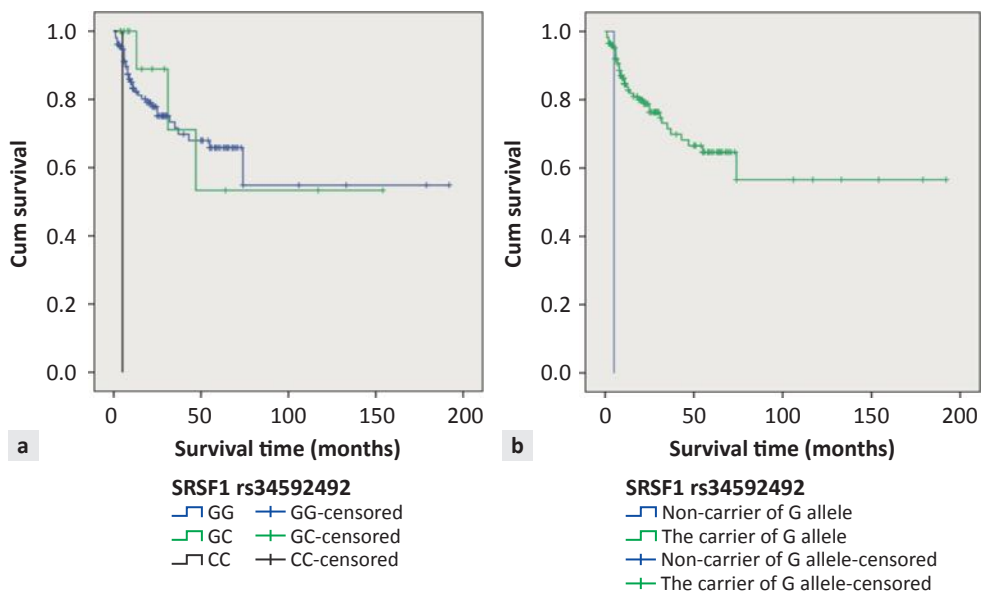 1.0
0.8
0.6
0.4
0.2
0.0
Cum survival
0 50 100 150 200
Survival time (months)
a
SRSF1 rs34592492
GG GG-censored
GC GC-censored
CC CC-censored
1.0
0.8
0.6
0.4
0.2
0.0
Cum survival
0 50 100 150 200
Survival time (months)
b
SRSF1 rs34592492
Non-carrier of G allele
The carrier of G allele
Non-carrier of G allele-censored
The carrier of G allele-censored